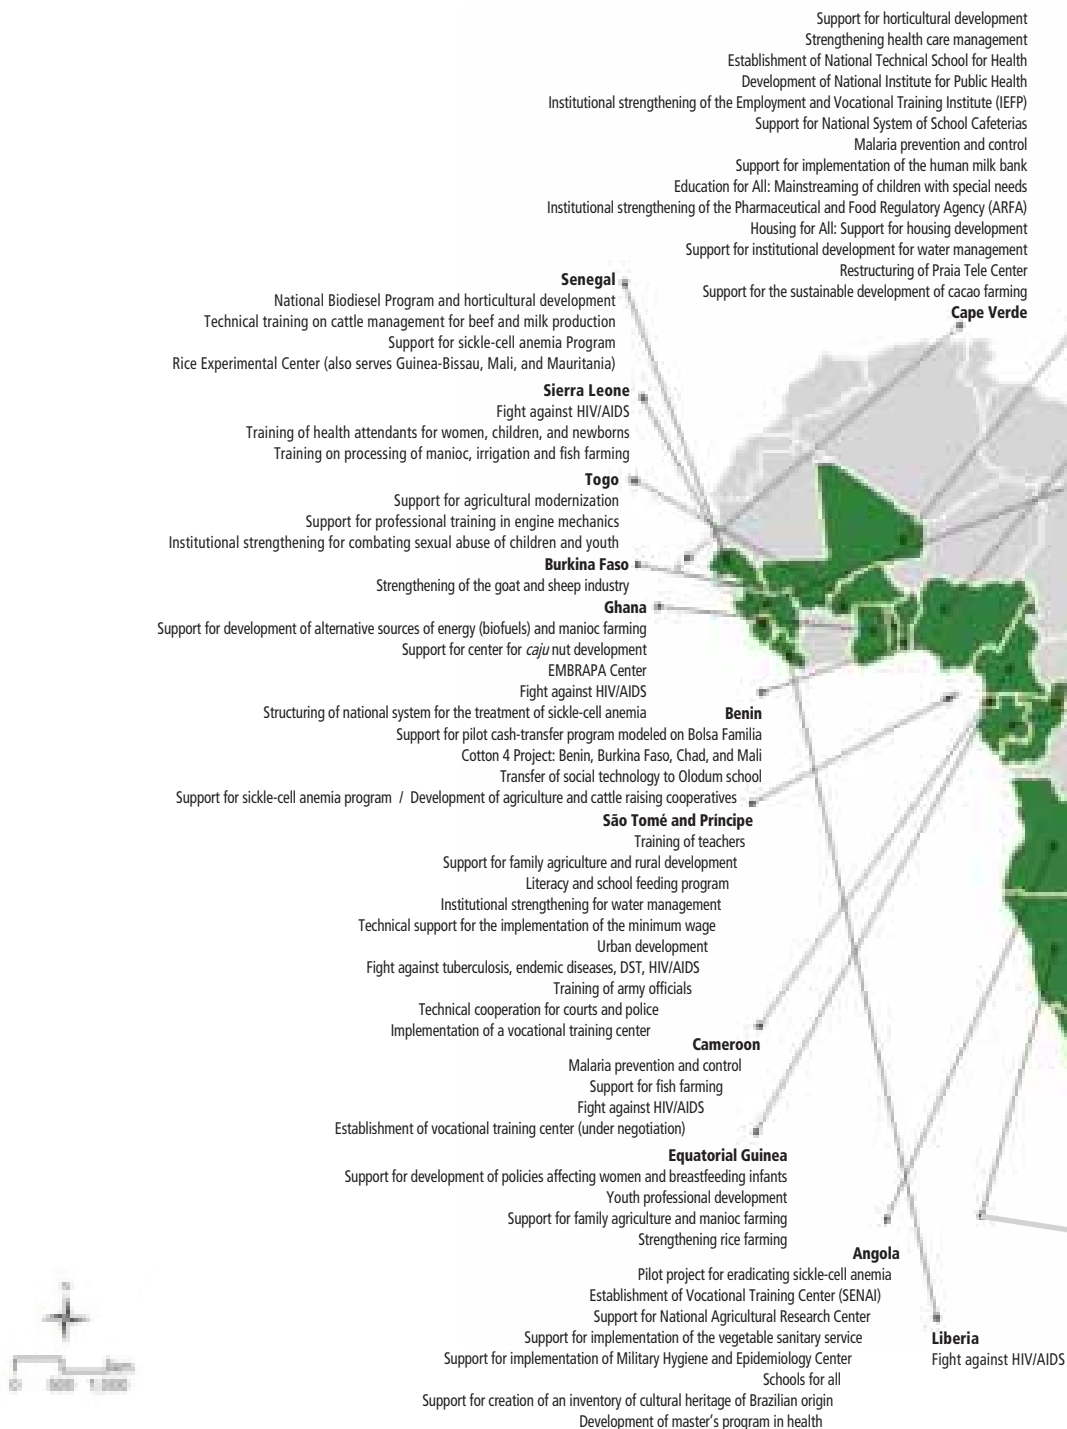 Support for horticultural development
Strengthening health care management
Establishment of National Technical School for Health
Development of National Institute for Public Health
Institutional strengthening of the Employment and Vocational Training Institute (IEFP)
Support for National System of School Cafeterias
Malaria prevention and control
Support for implementation of the human milk bank
Education for All: Mainstreaming of children with special needs
Institutional strengthening of the Pharmaceutical and Food Regulatory Agency (ARFA)
Housing for All: Support for housing development
Support for institutional development for water management
Restructuring of Praia Tele Center
Support for the sustainable development of cacao farming
Cape Verde
Senegal
National Biodiesel Program and horticultural development
Technical training on cattle management for beef and milk production
Support for sickle-cell anemia Program
Rice Experimental Center (also serves Guinea-Bissau, Mali, and Mauritania)
Sierra Leone
Fight against HIV/AIDS
Training of health attendants for women, children, and newborns
Training on processing of manioc, irrigation and fish farming
Togo
Support for agricultural modernization
Support for professional training in engine mechanics
Institutional strengthening for combating sexual abuse of children and youth
Burkina Faso
Strengthening of the goat and sheep industry
Ghana
Support for development of alternative sources of energy (biofuels) and manioc farming
Support for center for caju nut development
EMBRAPA Center
Fight against HIV/AIDS
Structuring of national system for the treatment of sickle-cell anemia
Benin
Support for pilot cash-transfer program modeled on Bolsa Familia
Cotton 4 Project: Benin, Burkina Faso, Chad, and Mali
Transfer of social technology to Olodum school
Support for sickle-cell anemia program / Development of agriculture and cattle raising cooperatives
São Tomé and Príncipe
Training of teachers
Support for family agriculture and rural development
Literacy and school feeding program
Institutional strengthening for water management
Technical support for the implementation of the minimum wage
Urban development
Fight against tuberculosis, endemic diseases, DST, HIV/AIDS
Training of army officials
Technical cooperation for courts and police
Implementation of a vocational training center
Cameroon
Malaria prevention and control
Support for fish farming
Fight against HIV/AIDS
Establishment of vocational training center (under negotiation)
Equatorial Guinea
Support for development of policies affecting women and breastfeeding infants
Youth professional development
Support for family agriculture and manioc farming
Strengthening rice farming
Angola
Pilot project for eradicating sickle-cell anemia
Establishment of Vocational Training Center (SENAI)
Support for National Agricultural Research Center
Support for implementation of the vegetable sanitary service
Support for implementation of Military Hygiene and Epidemiology Center
Schools for all
Support for creation of an inventory of cultural heritage of Brazilian origin
Development of master's program in health
Liberia
Fight against HIV/AIDS
0 500 1.000